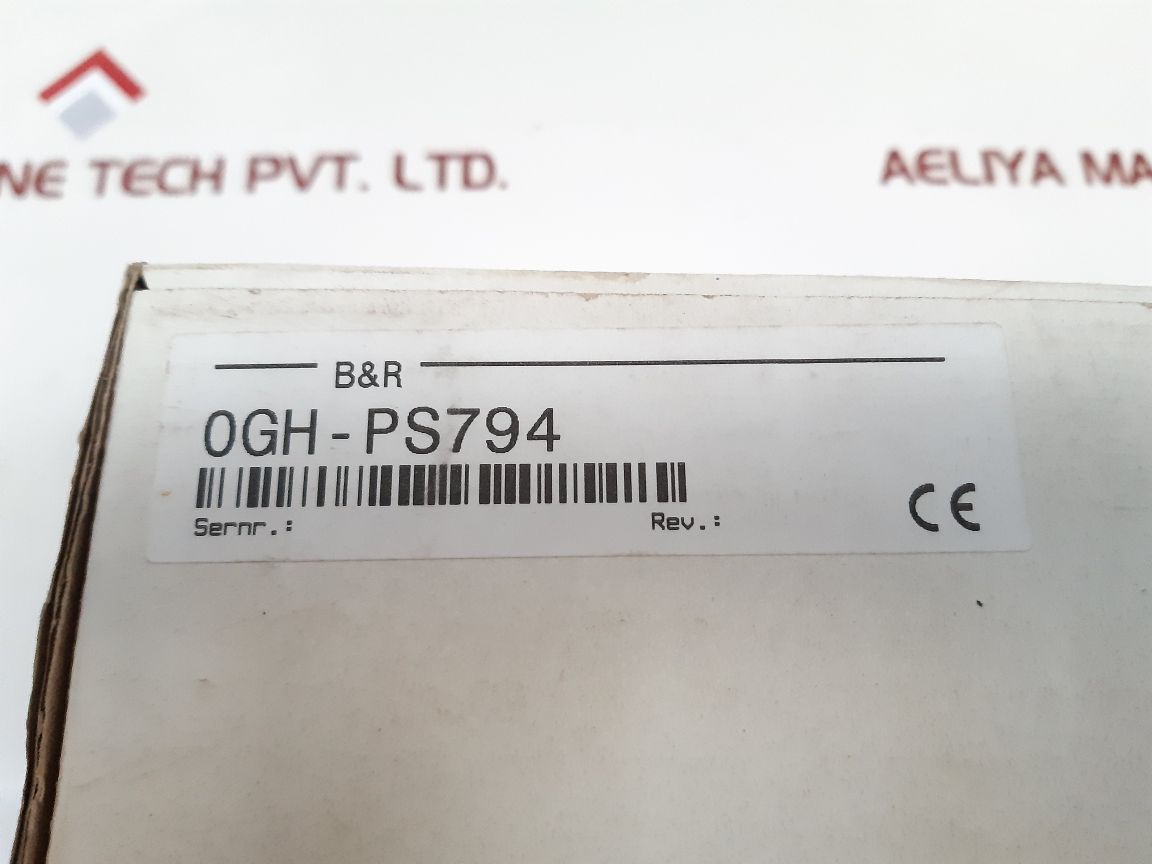 NE TECH PVT. LTD.
AELIYA MA
B&R
0GH-PS794
Sernr.:
Rev.:
CE